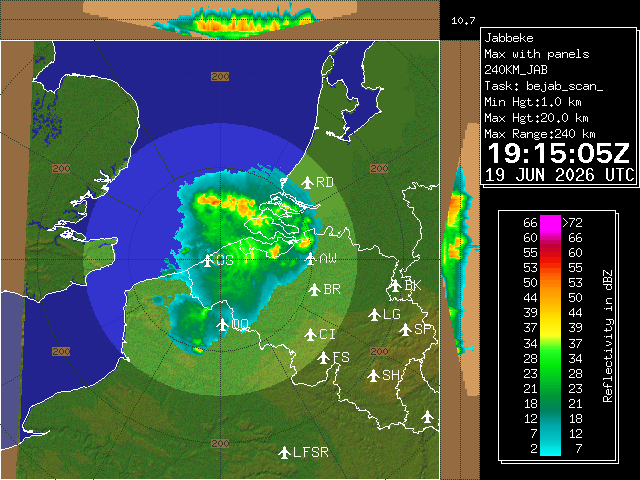 10.7
Jabbeke
Max with panels
240KM_JAB
Task: bejab_scan_
Min Hgt:1.0 km
Max Hgt:20.0 km
Max Range:240 km
19:15:05Z
19 JUN 2026 UTC
200
200
200
RD
OS
AW
BR
BK
LG
SP
QQ
CI
FS
SH
200
200
200
LFSR
66 >72
60 66
55 60
53 55
50 53
44 50
39 44
37 39
34 37
28 34
23 28
21 23
18 21
12 18
7 12
2 7
Reflectivity in dBZ